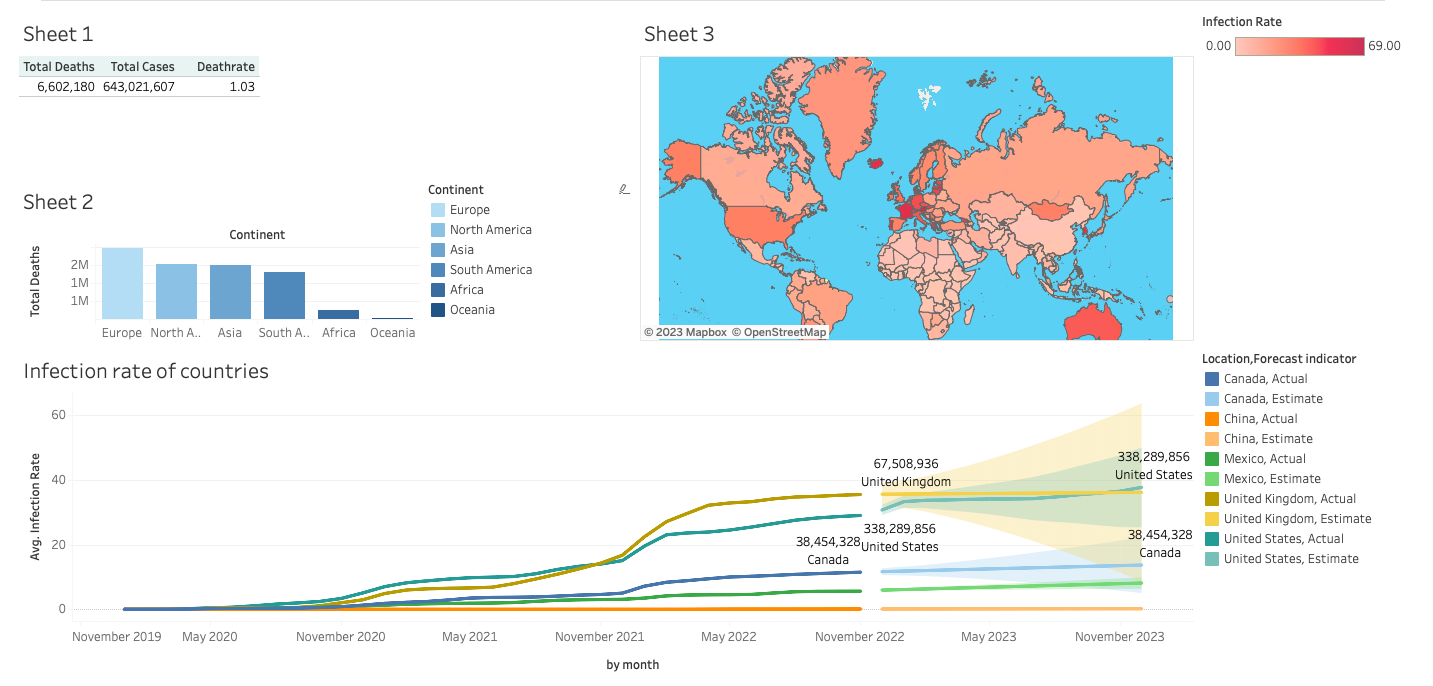 Sheet 1
Total Deaths Total Cases Deathrate
6,602,180 643,021,607 1.03
Sheet 3
© 2023 Mapbox © OpenStreetMap
Infection Rate
0.00 69.00
Sheet 2
Continent
Total Deaths
2M
1M
1M
Europe North A.. Asia South A.. Africa Oceania
Continent
Europe
North America
Asia
South America
Africa
Oceania
Infection rate of countries
Avg. Infection Rate
60
40
20
0
67,508,936
United Kingdom
338,289,856
United States
38,454,328
Canada
338,289,856
United States
38,454,328
Canada
November 2019 May 2020 November 2020 May 2021 November 2021 May 2022 November 2022 May 2023 November 2023
by month
Location,Forecast indicator
Canada, Actual
Canada, Estimate
China, Actual
China, Estimate
Mexico, Actual
Mexico, Estimate
United Kingdom, Actual
United Kingdom, Estimate
United States, Actual
United States, Estimate